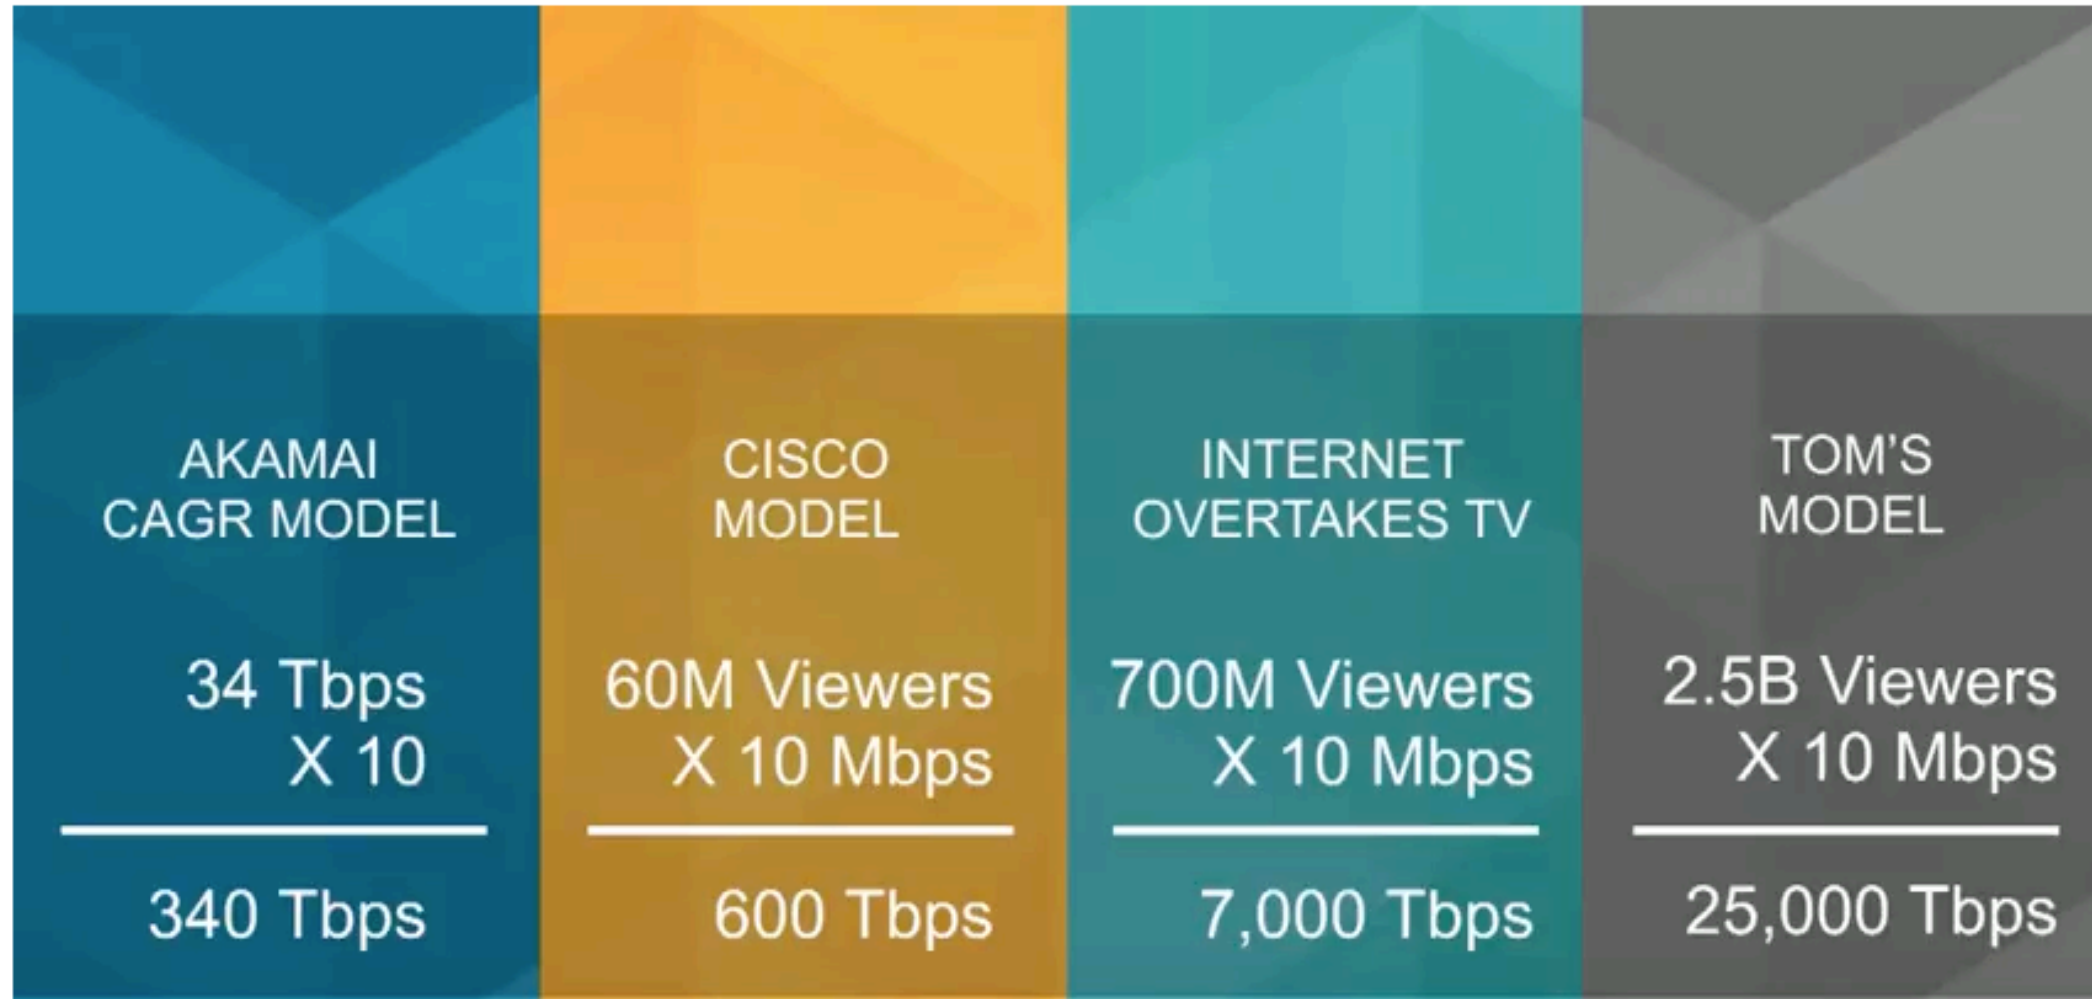 AKAMAI
CAGR MODEL
34 Tbps
X 10
340 Tbps
CISCO
MODEL
60M Viewers
X 10 Mbps
600 Tbps
INTERNET
OVERTAKES TV
700M Viewers
X 10 Mbps
7,000 Tbps
TOM'S
MODEL
2.5B Viewers
X 10 Mbps
25,000 Tbps